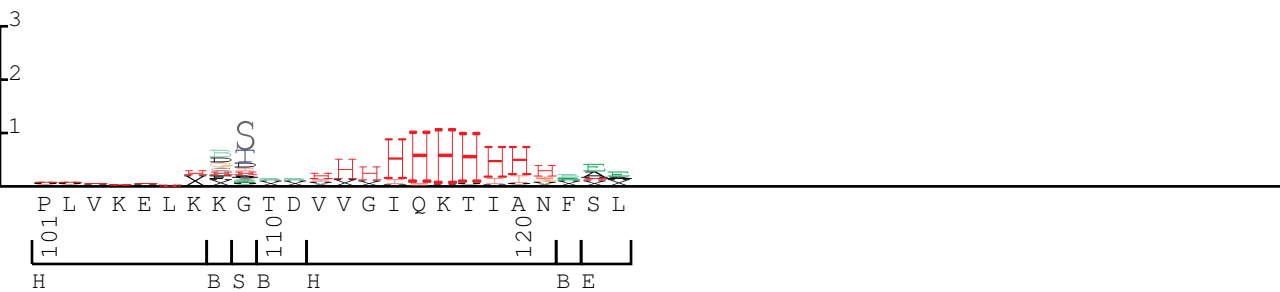 3
2
1
S
H H H H H H H
P L V K E L K K G T D V V G I Q K T I A N F S L
101 110 120
H B S B H B E